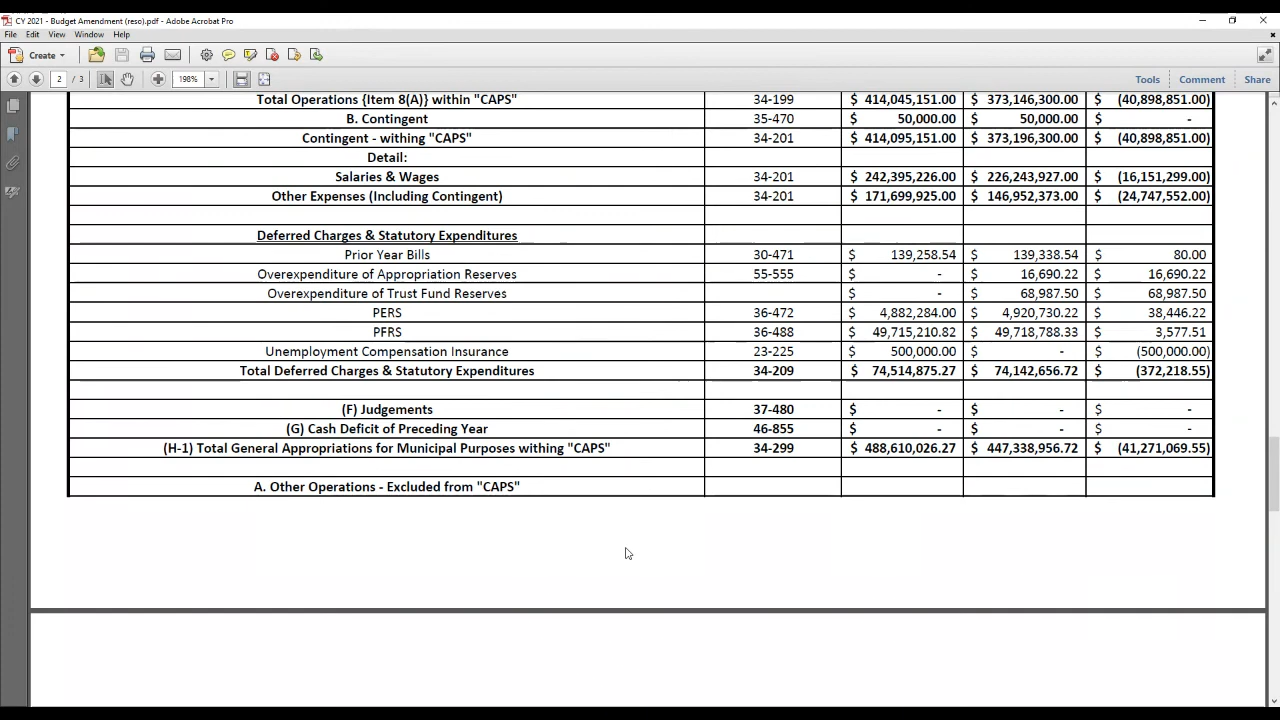 CY 2021 - Budget Amendment (reso).pdf - Adobe Acrobat Pro
File Edit View Window Help
Create
2 / 3 198% Tools Comment Share
Total Operations {Item 8(A)} within "CAPS" 34-199 $ 414,045,151.00 $ 373,146,300.00 $ (40,898,851.00)
B. Contingent 35-470 $ 50,000.00 $ 50,000.00 $ -
Contingent - withing "CAPS" 34-201 $ 414,095,151.00 $ 373,196,300.00 $ (40,898,851.00)
Detail:
Salaries & Wages 34-201 $ 242,395,226.00 $ 226,243,927.00 $ (16,151,299.00)
Other Expenses (Including Contingent) 34-201 $ 171,699,925.00 $ 146,952,373.00 $ (24,747,552.00)
Deferred Charges & Statutory Expenditures
Prior Year Bills 30-471 $ 139,258.54 $ 139,338.54 $ 80.00
Overexpenditure of Appropriation Reserves 55-555 $ - $ 16,690.22 $ 16,690.22
Overexpenditure of Trust Fund Reserves $ - $ 68,987.50 $ 68,987.50
PERS 36-472 $ 4,882,284.00 $ 4,920,730.22 $ 38,446.22
PFRS 36-488 $ 49,715,210.82 $ 49,718,788.33 $ 3,577.51
Unemployment Compensation Insurance 23-225 $ 500,000.00 $ - $ (500,000.00)
Total Deferred Charges & Statutory Expenditures 34-209 $ 74,514,875.27 $ 74,142,656.72 $ (372,218.55)
(F) Judgements 37-480 $ - $ - $ -
(G) Cash Deficit of Preceding Year 46-855 $ - $ - $ -
(H-1) Total General Appropriations for Municipal Purposes withing "CAPS" 34-299 $ 488,610,026.27 $ 447,338,956.72 $ (41,271,069.55)
A. Other Operations - Excluded from "CAPS"